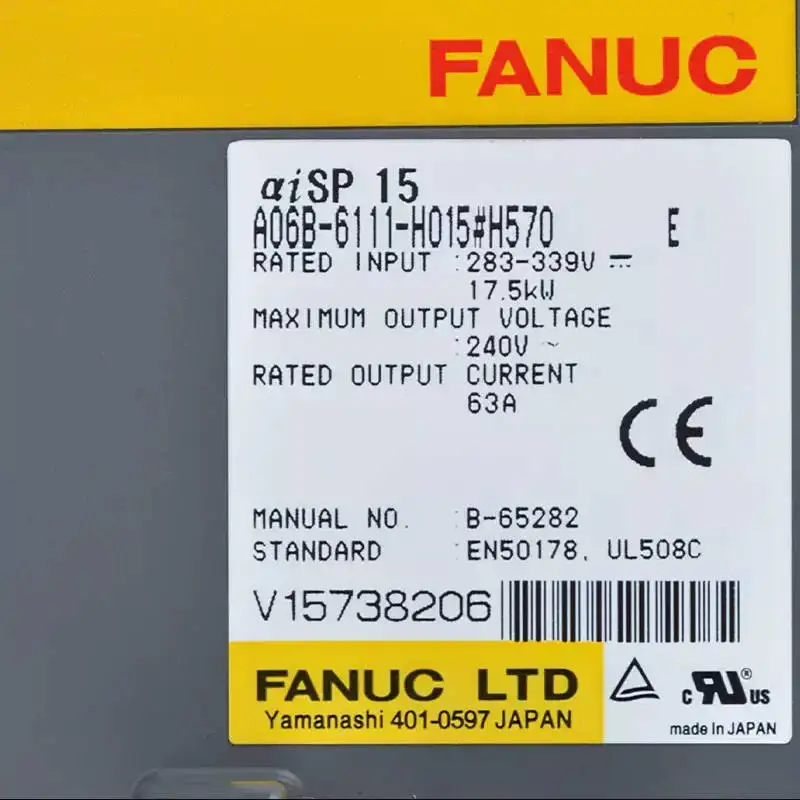 FANUC
αiSP 15
A06B-6111-H015#H570 E
RATED INPUT :283-339V ⎓
17.5kW
MAXIMUM OUTPUT VOLTAGE
:240V ~
RATED OUTPUT CURRENT
63A
CE
MANUAL NO. :B-65282
STANDARD :EN50178, UL508C
V15738206
FANUC LTD
Yamanashi 401-0597 JAPAN
c RU® US
made In JAPAN